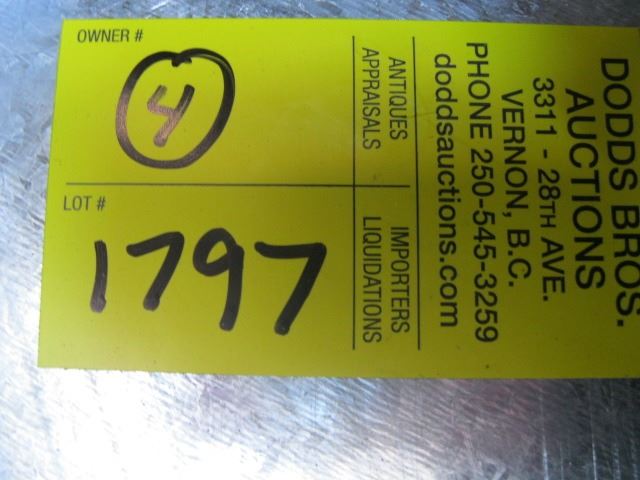 OWNER #
4
LOT #
1797
DODDS BROS.
AUCTIONS
3311 - 28TH AVE.
VERNON, B.C.
PHONE 250-545-3259
doddsauctions.com
ANTIQUES IMPORTERS
APPRAISALS LIQUIDATIONS